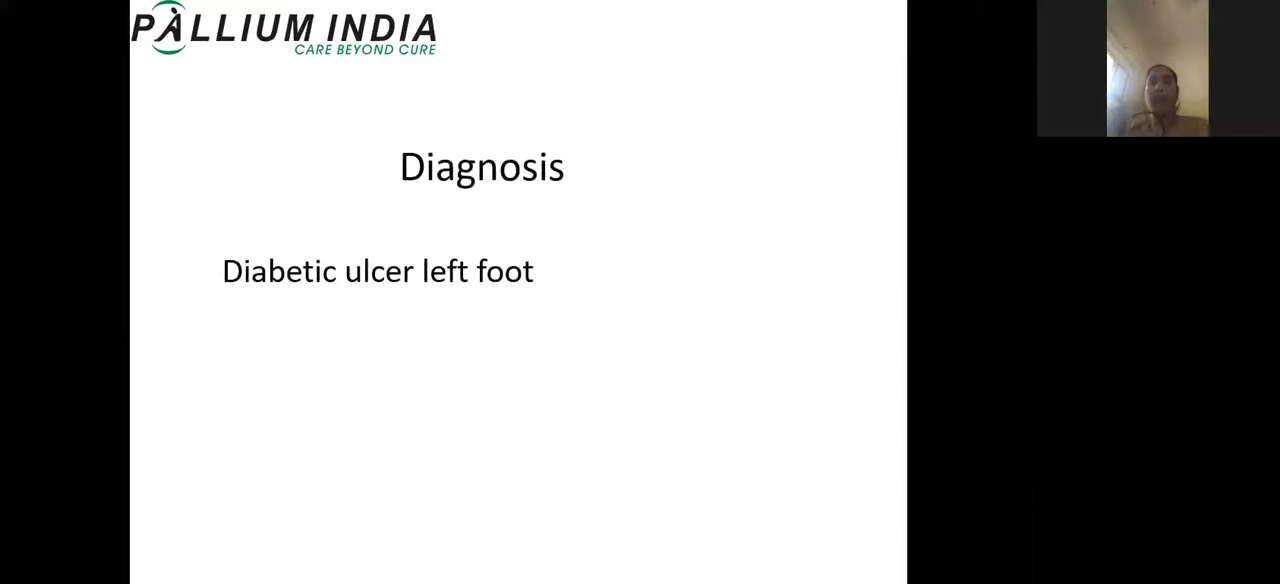 PALLIUM INDIA
CARE BEYOND CURE
Diagnosis
Diabetic ulcer left foot